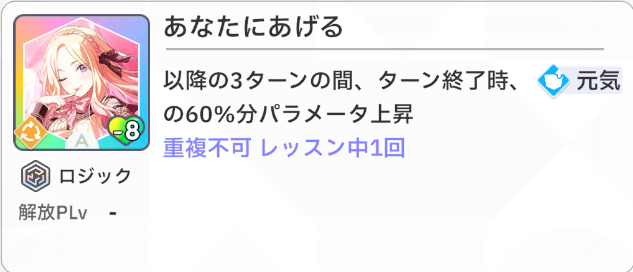 あなたにあげる
以降の3ターンの間、ターン終了時、元気
の60%分パラメータ上昇
重複不可 レッスン中1回
A
-8
ロジック
解放PLv -